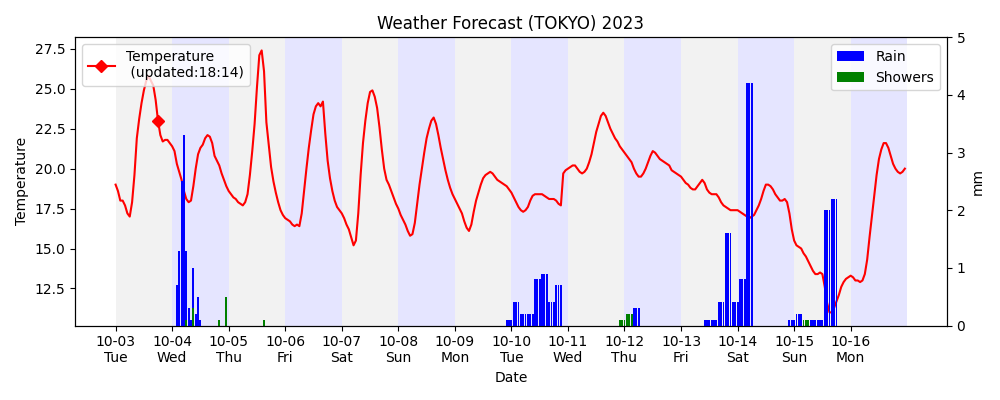 Weather Forecast (TOKYO) 2023
Temperature
(updated:18:14)
Rain
Showers
27.5
25.0
22.5
20.0
17.5
15.0
12.5
Temperature
5
4
3
2
1
0
mm
10-03 10-04 10-05 10-06 10-07 10-08 10-09 10-10 10-11 10-12 10-13 10-14 10-15 10-16
Tue Wed Thu Fri Sat Sun Mon Tue Wed Thu Fri Sat Sun Mon
Date